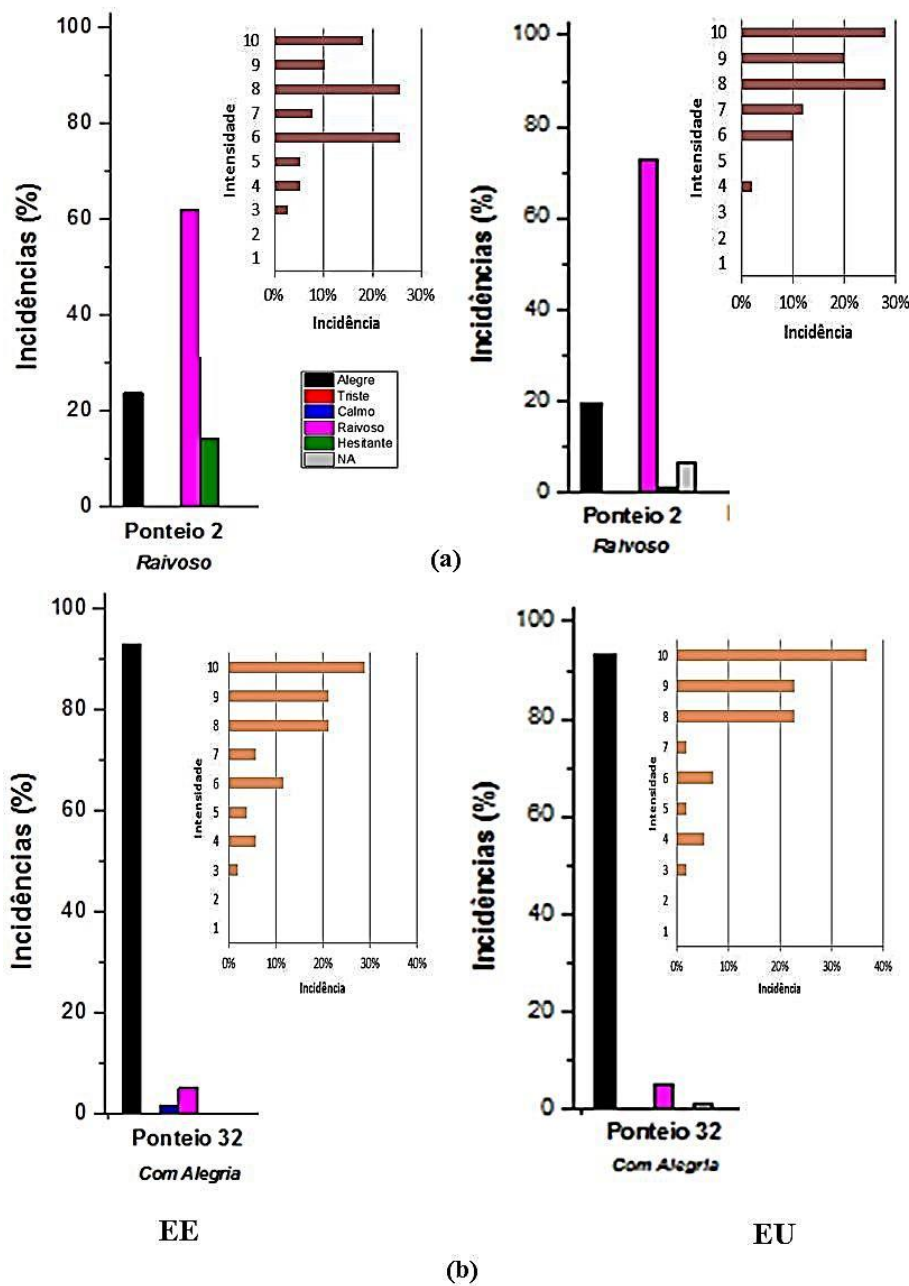 100
80
60
40
20
0
Incidências (%)
10
9
8
7
6
5
4
3
2
1
Intensidade
0% 10% 20% 30%
Incidência
Alegre
Triste
Calmo
Raivoso
Hesitante
NA
Ponteio 2
Raivoso
100
80
60
40
20
0
Incidências (%)
10
9
8
7
6
5
4
3
2
1
Intensidade
0% 10% 20% 30%
Incidência
Ponteio 2
Raivoso
(a)
100
80
60
40
20
0
Incidências (%)
10
9
8
7
6
5
4
3
2
1
Intensidade
0% 10% 20% 30% 40%
Incidência
Ponteio 32
Com Alegria
EE
100
80
60
40
20
0
Incidências (%)
10
9
8
7
6
5
4
3
2
1
Intensidade
0% 10% 20% 30% 40%
Incidência
Ponteio 32
Com Alegria
EU
(b)